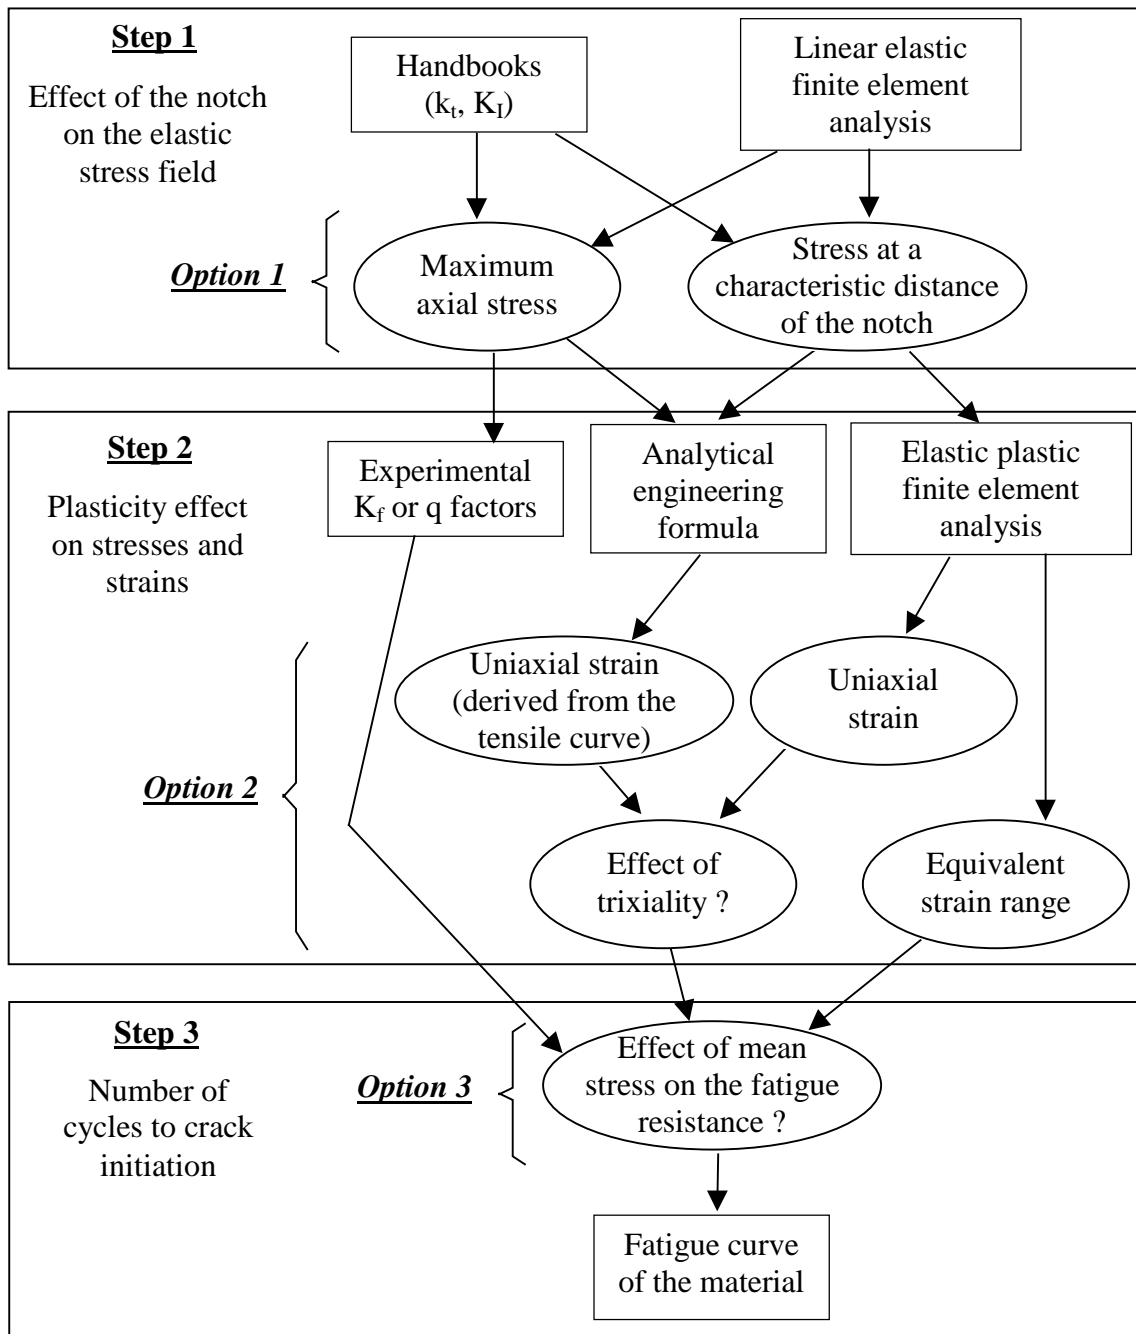 Step 1
Effect of the notch
on the elastic
stress field
Handbooks
(kt, KI)
Linear elastic
finite element
analysis
Option 1
Maximum
axial stress
Stress at a
characteristic distance
of the notch
Step 2
Plasticity effect
on stresses and
strains
Experimental
Kf or q factors
Analytical
engineering
formula
Elastic plastic
finite element
analysis
Option 2
Uniaxial strain
(derived from the
tensile curve)
Uniaxial
strain
Effect of
trixiality ?
Equivalent
strain range
Step 3
Number of
cycles to crack
initiation
Option 3
Effect of mean
stress on the fatigue
resistance ?
Fatigue curve
of the material